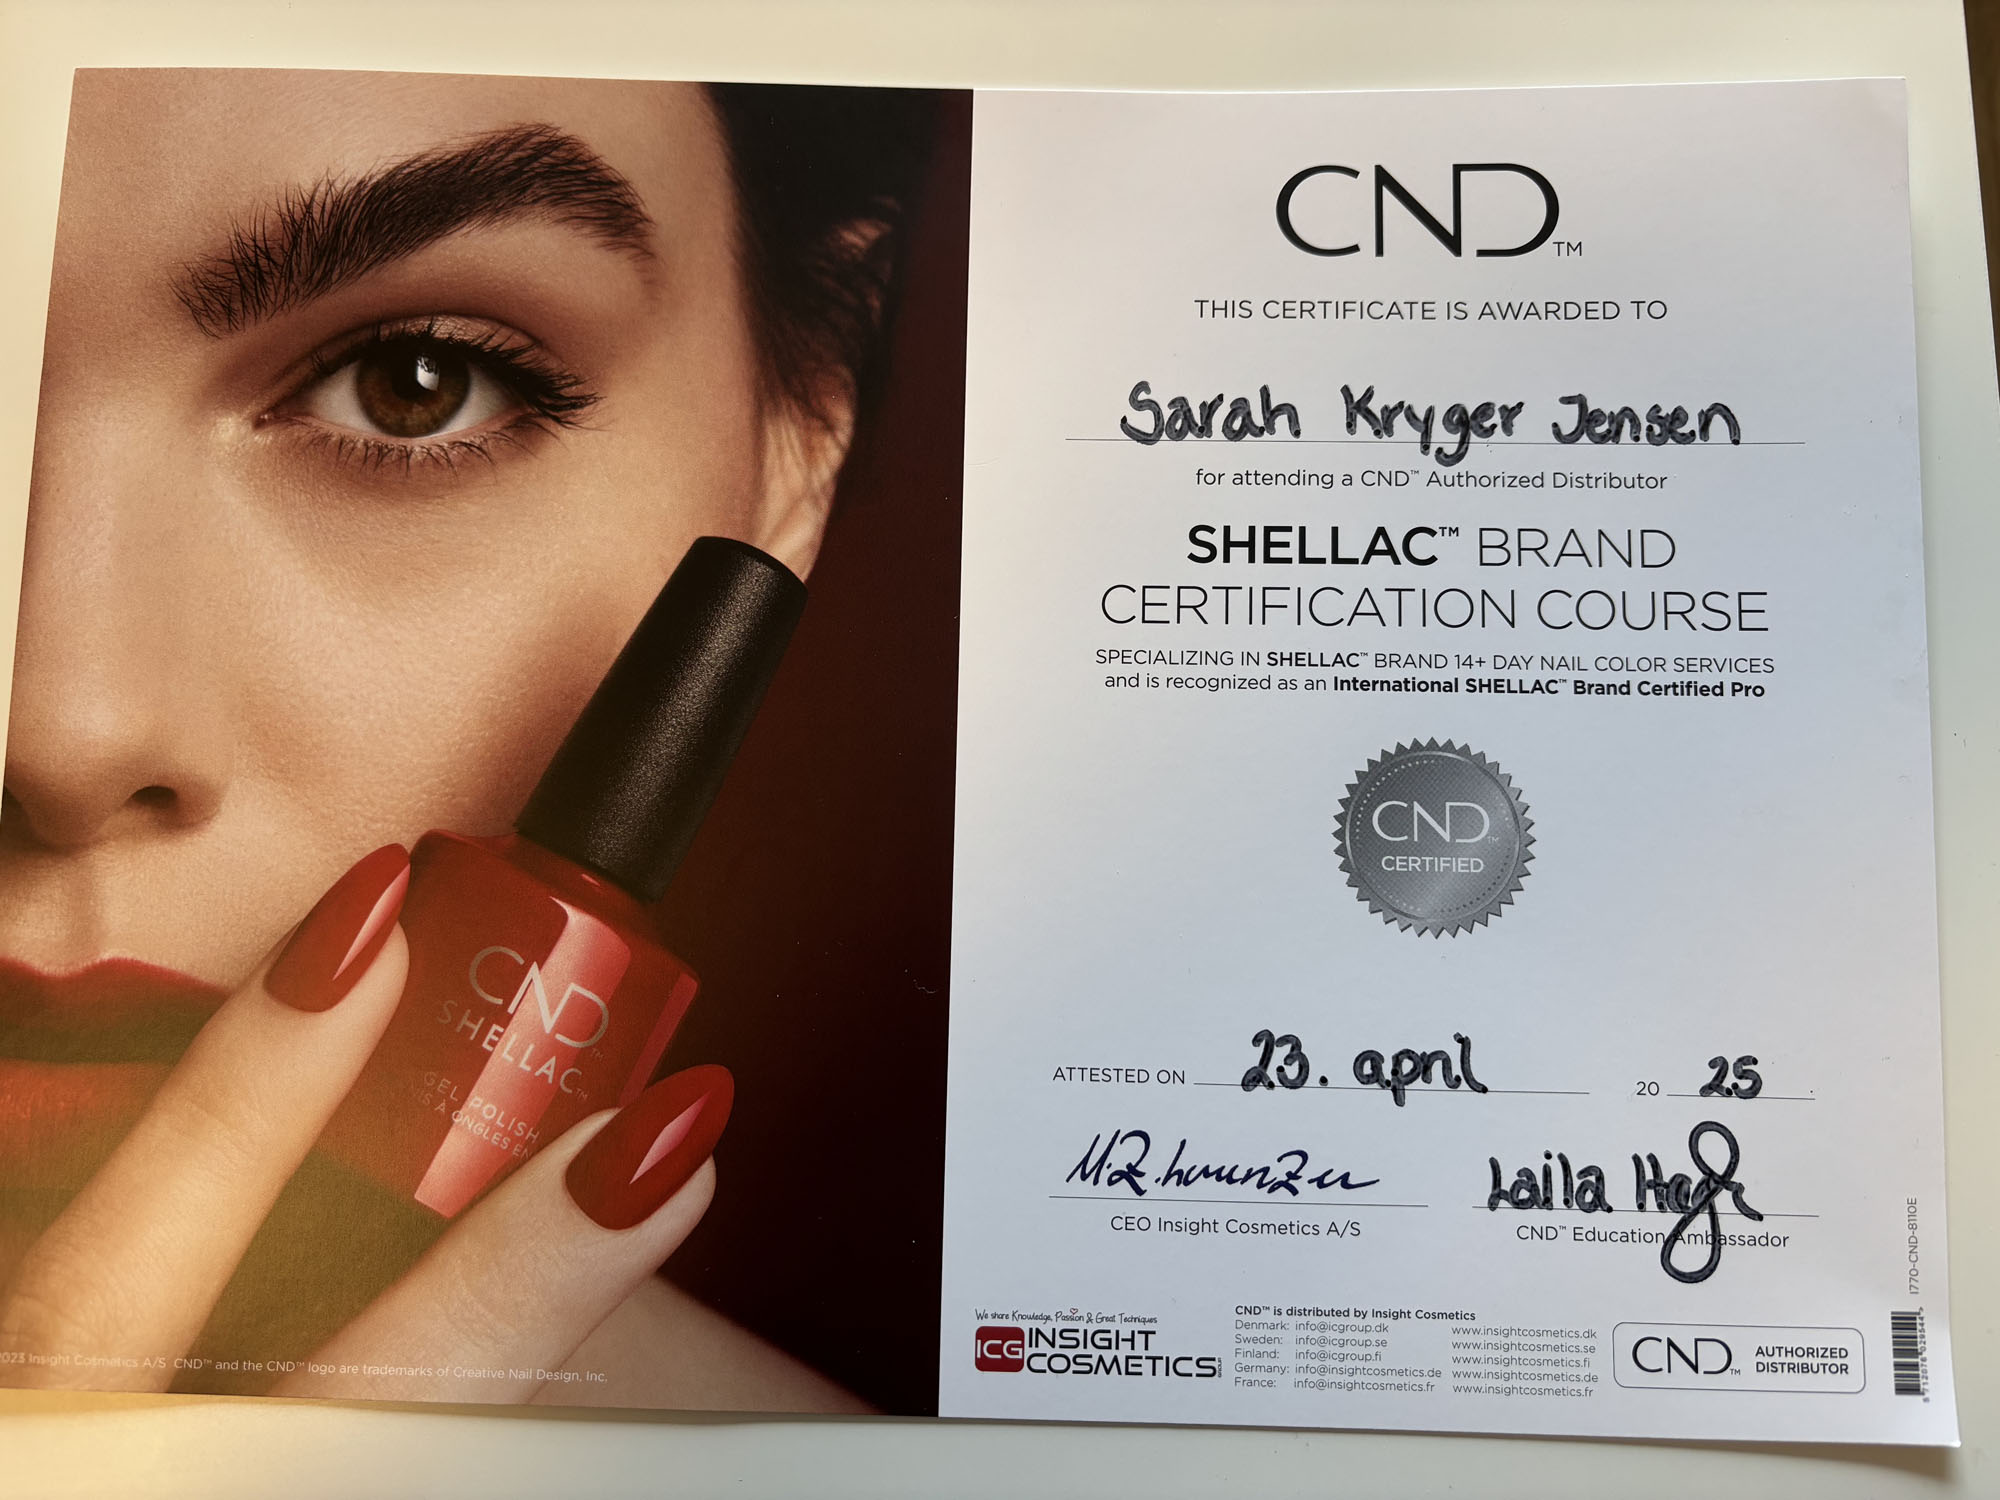 CND™
THIS CERTIFICATE IS AWARDED TO
Sarah Kryger Jensen
for attending a CND™ Authorized Distributor
SHELLAC™ BRAND
CERTIFICATION COURSE
SPECIALIZING IN SHELLAC™ BRAND 14+ DAY NAIL COLOR SERVICES
and is recognized as an International SHELLAC™ Brand Certified Pro
CND™
CERTIFIED
ATTESTED ON 23. april 20 25
CEO Insight Cosmetics A/S
Laila
CND™ Education Ambassador
We share Knowledge, Passion & Great Techniques
ICG INSIGHT
COSMETICS
CND™ is distributed by Insight Cosmetics
Denmark: info@icgroup.dk www.insightcosmetics.dk
Sweden: info@icgroup.se www.insightcosmetics.se
Finland: info@icgroup.fi www.insightcosmetics.fi
Germany: info@insightcosmetics.de www.insightcosmetics.de
France: info@insightcosmetics.fr www.insightcosmetics.fr
CND™ AUTHORIZED
DISTRIBUTOR
1770-CND-8110E
CND™
SHELLAC™
GEL POLISH
À ONGLES EN
Insight Cosmetics A/S CND™ and the CND™ logo are trademarks of Creative Nail Design, Inc.